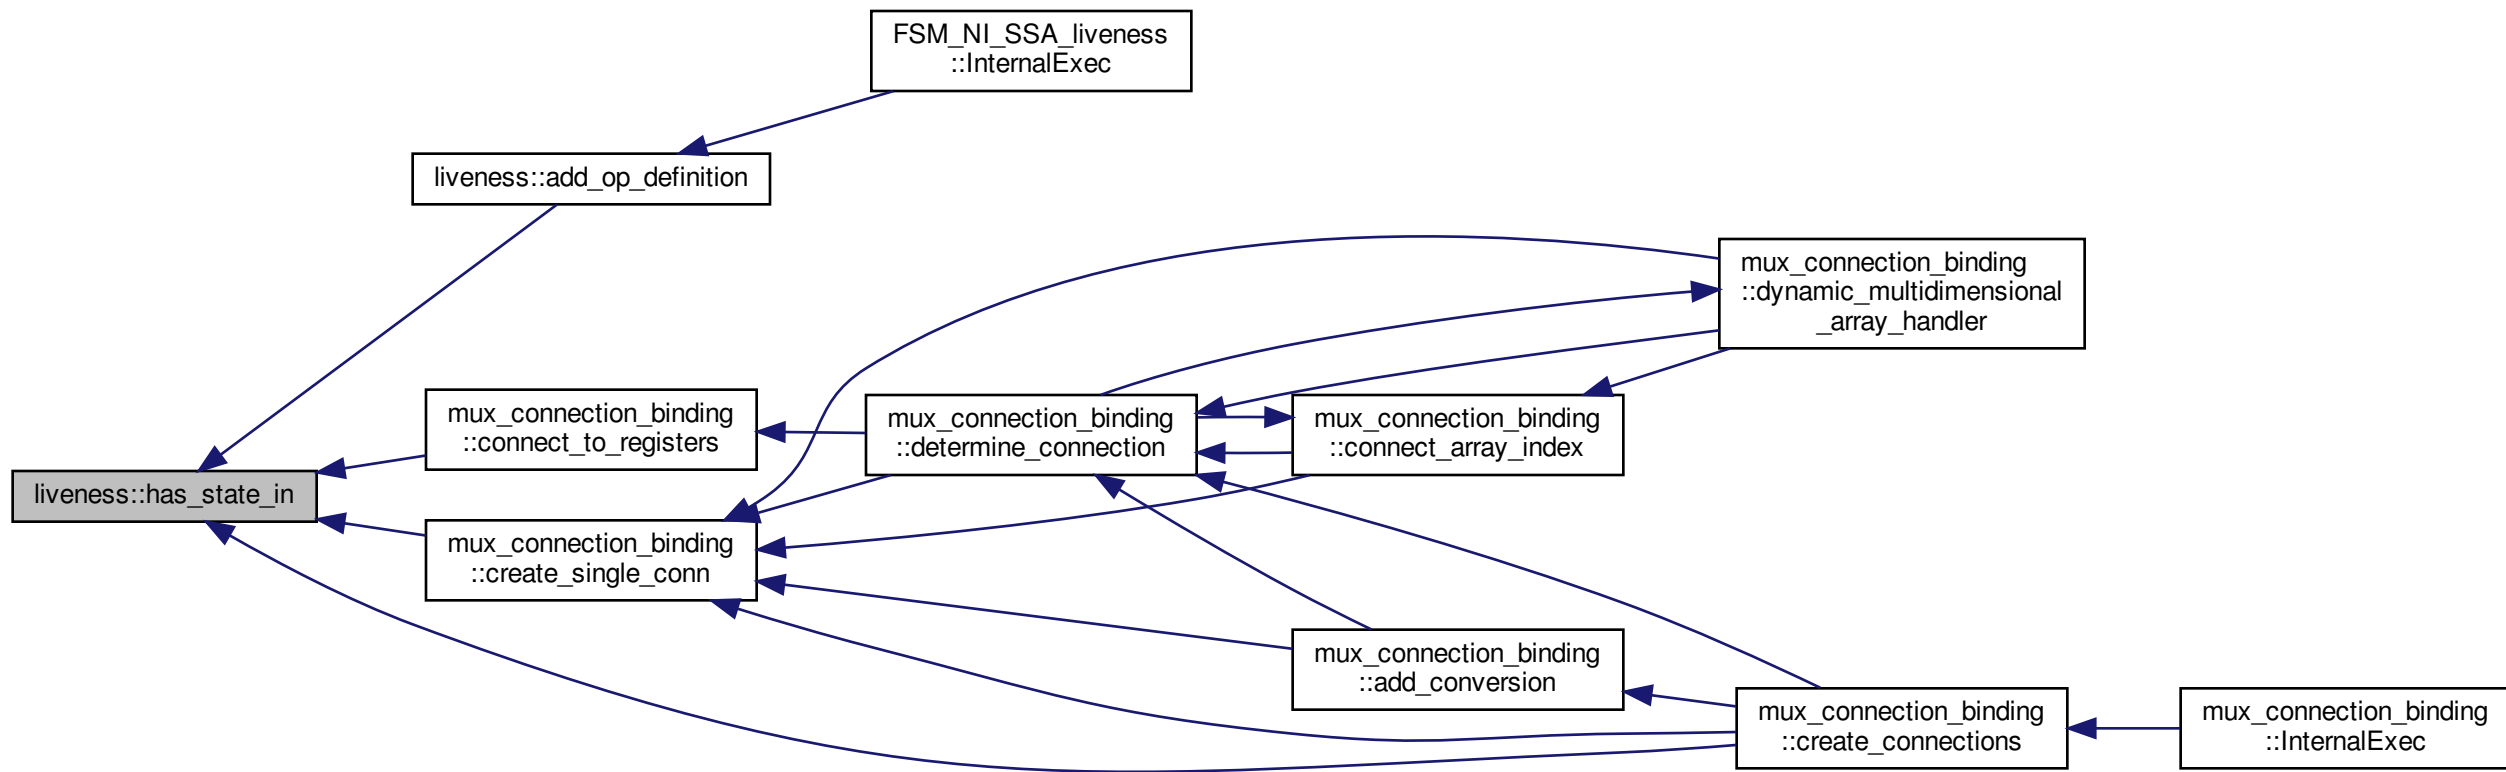 FSM_NI_SSA_liveness
::InternalExec
liveness::add_op_definition
mux_connection_binding
::dynamic_multidimensional
_array_handler
mux_connection_binding
::connect_to_registers
mux_connection_binding
::determine_connection
mux_connection_binding
::connect_array_index
liveness::has_state_in
mux_connection_binding
::create_single_conn
mux_connection_binding
::add_conversion
mux_connection_binding
::create_connections
mux_connection_binding
::InternalExec